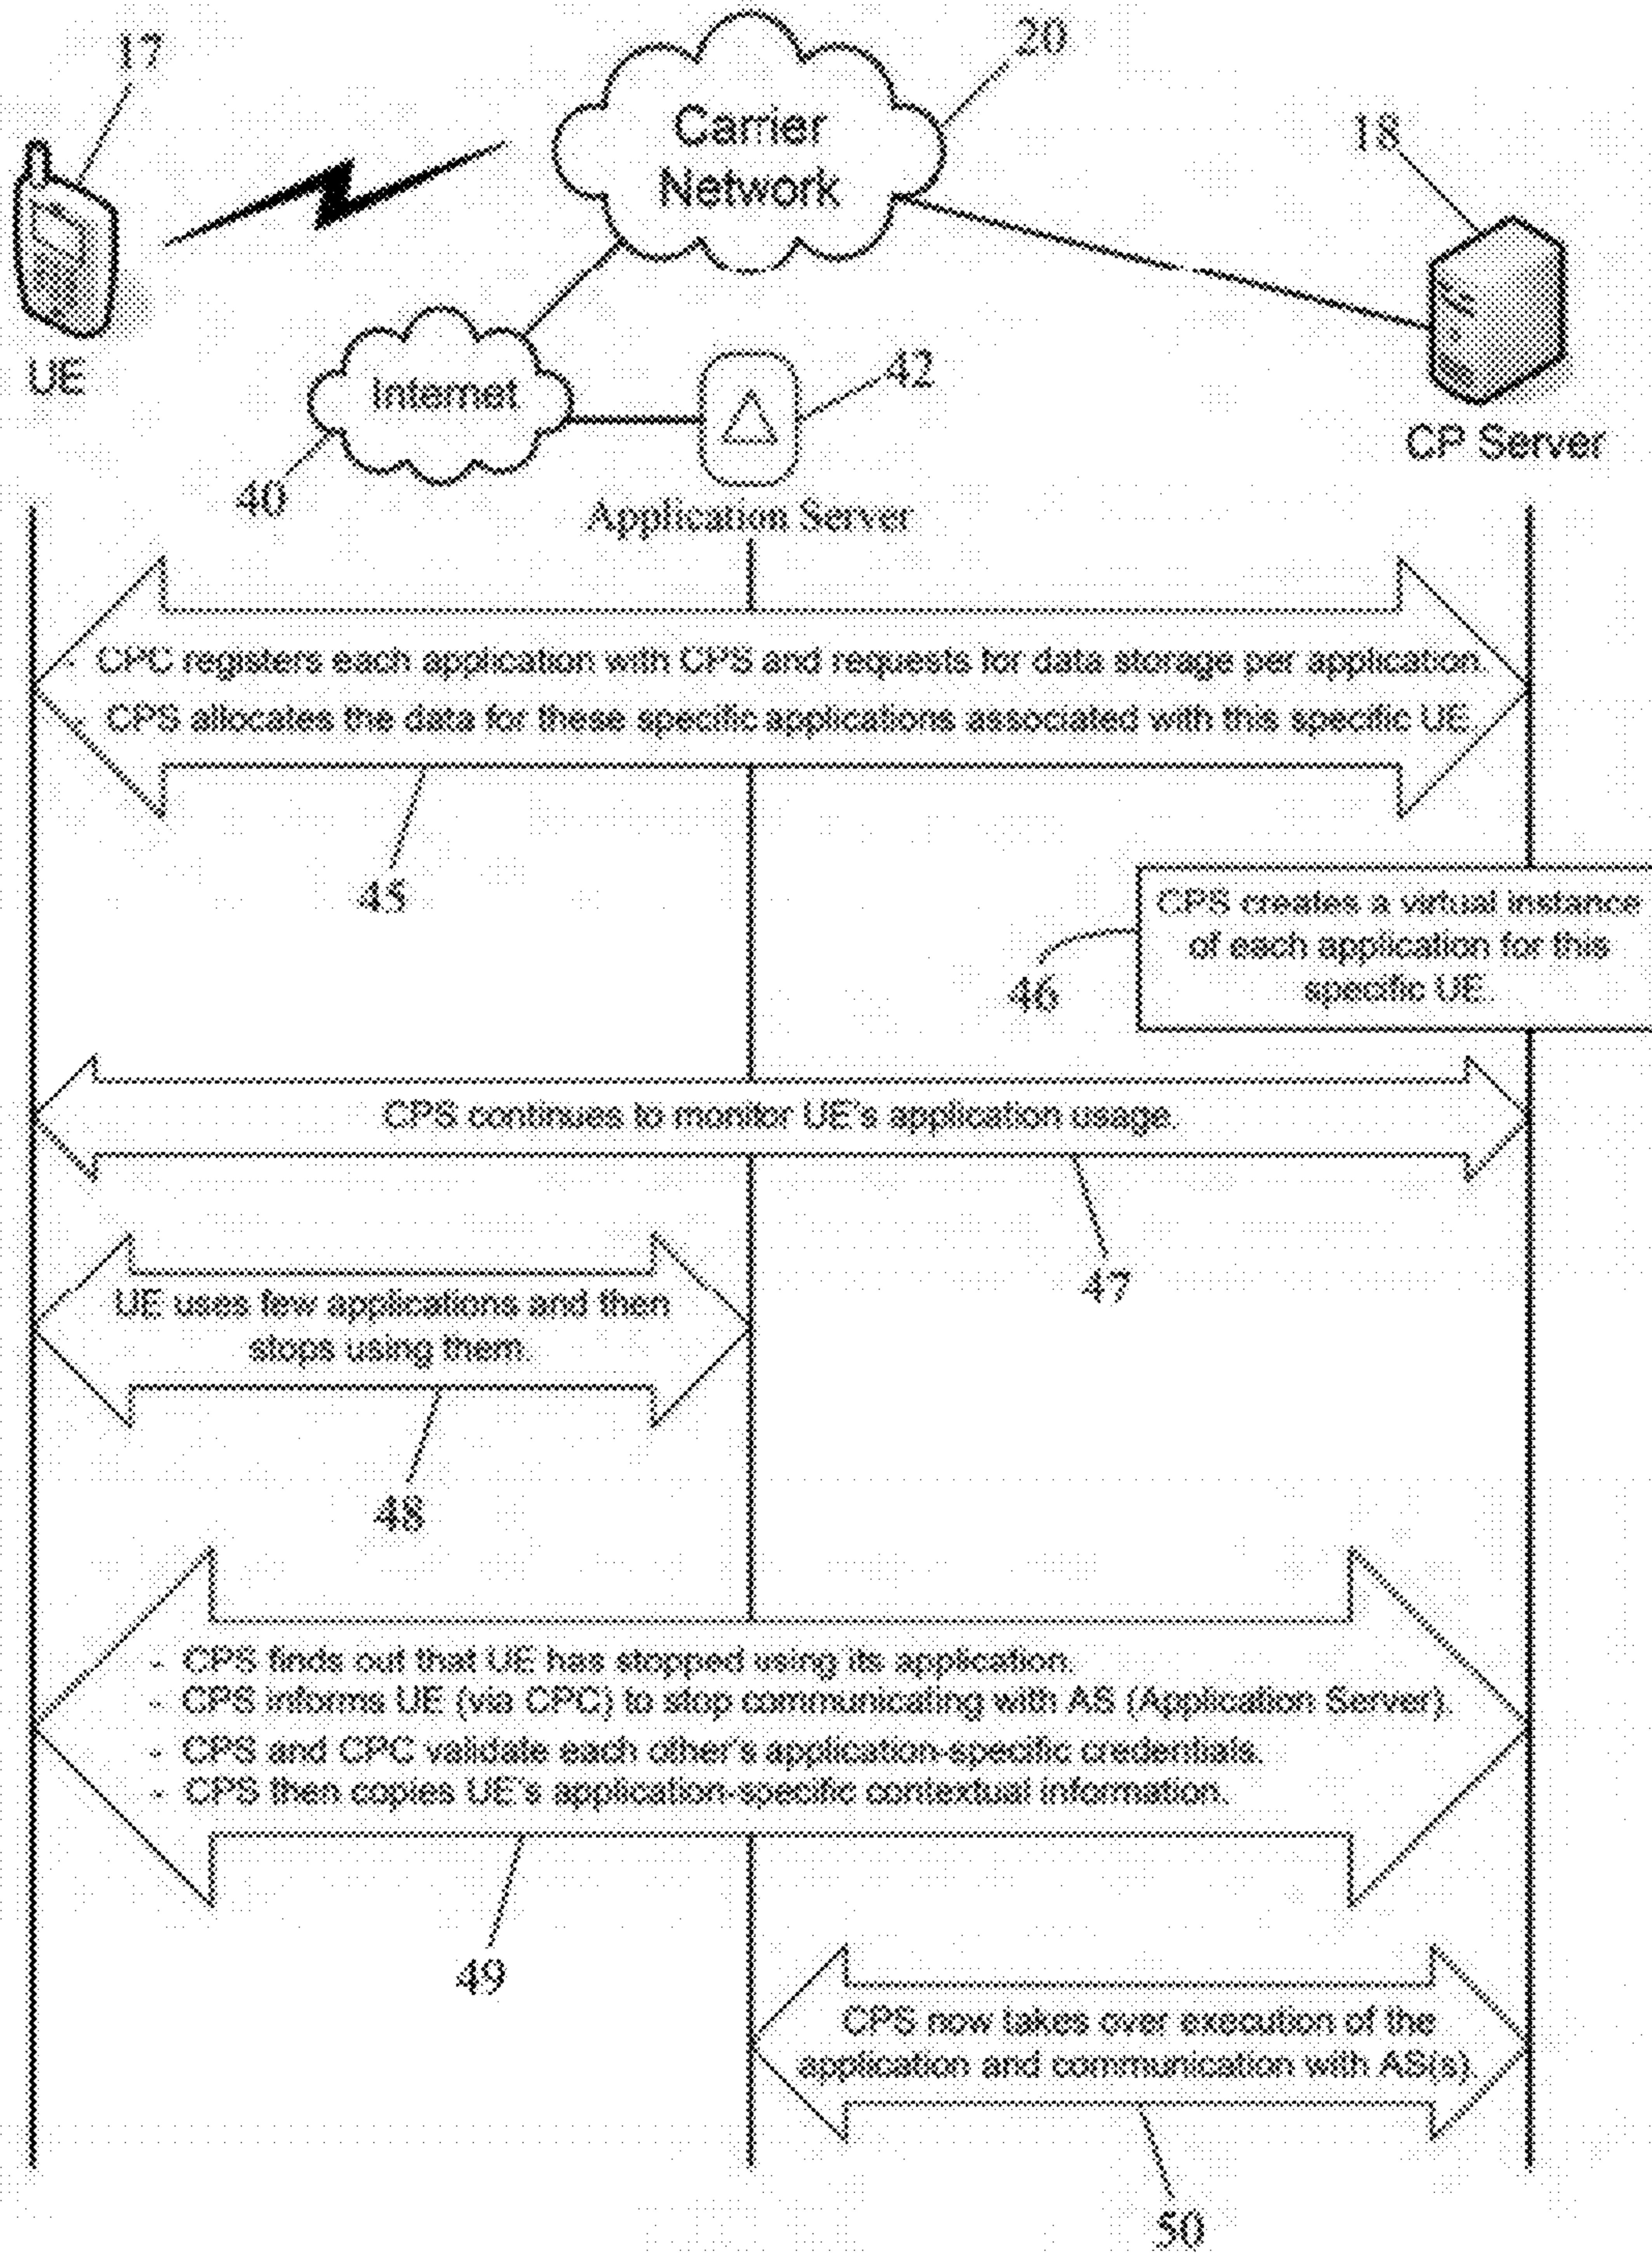 17
20
Carrier
Network
18
UE
Internet
42
CP Server
40
Application Server
- CPC registers each application with CPS and requests for data storage per application.
- CPS allocates the data for these specific applications associated with this specific UE.
45
CPS creates a virtual instance
of each application for this
specific UE.
46
CPS continues to monitor UE's application usage.
47
UE uses few applications and then
stops using them.
48
- CPS finds out that UE has stopped using its application.
- CPS informs UE (via CPC) to stop communicating with AS (Application Server).
- CPS and CPC validate each other's application-specific credentials.
- CPS then copies UE's application-specific contextual information.
49
CPS now takes over execution of the
application and communication with AS(s).
50